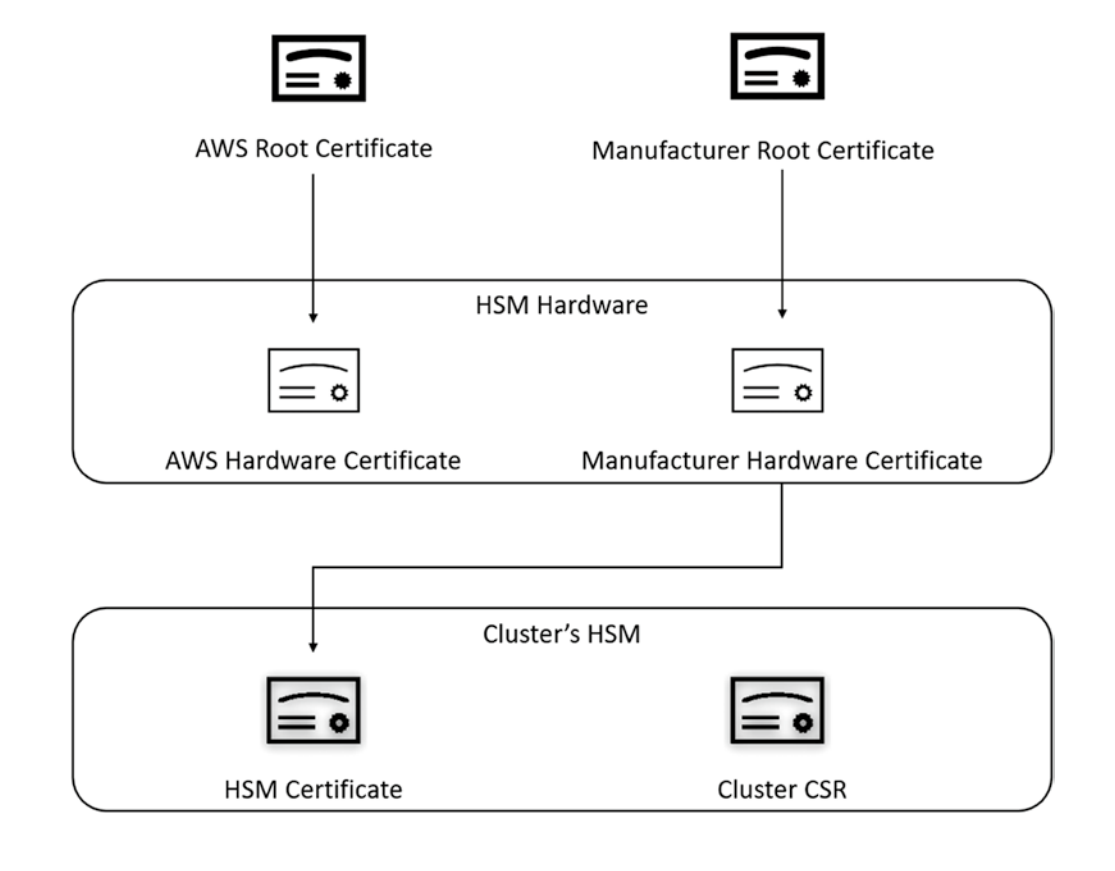 AWS Root Certificate
Manufacturer Root Certificate
HSM Hardware
AWS Hardware Certificate
Manufacturer Hardware Certificate
Cluster’s HSM
HSM Certificate
Cluster CSR